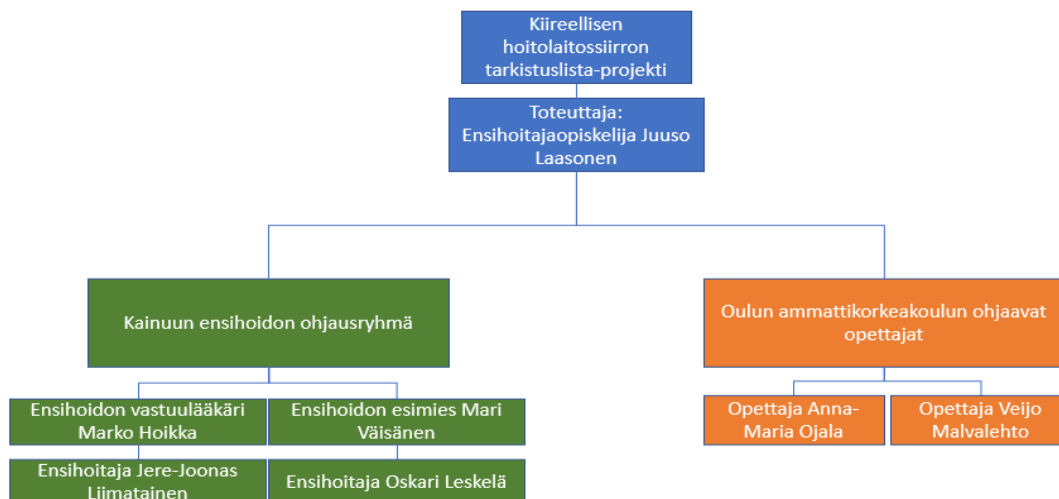 Kiireellisen
hoitolaitossiirron
tarkistuslista-projekti
Toteuttaja:
Ensihoitajaopiskelija Juuso
Laasonen
Kainuun ensihoidon ohjausryhmä
Oulun ammattikorkeakoulun ohjaavat
opettajat
Ensihoidon vastuulääkäri
Marko Hoikka
Ensihoidon esimies Mari
Väisänen
Opettaja Anna-
Maria Ojala
Opettaja Veijo
Malvalehto
Ensihoitaja Jere-Joonas
Liimatainen
Ensihoitaja Oskari Leskelä